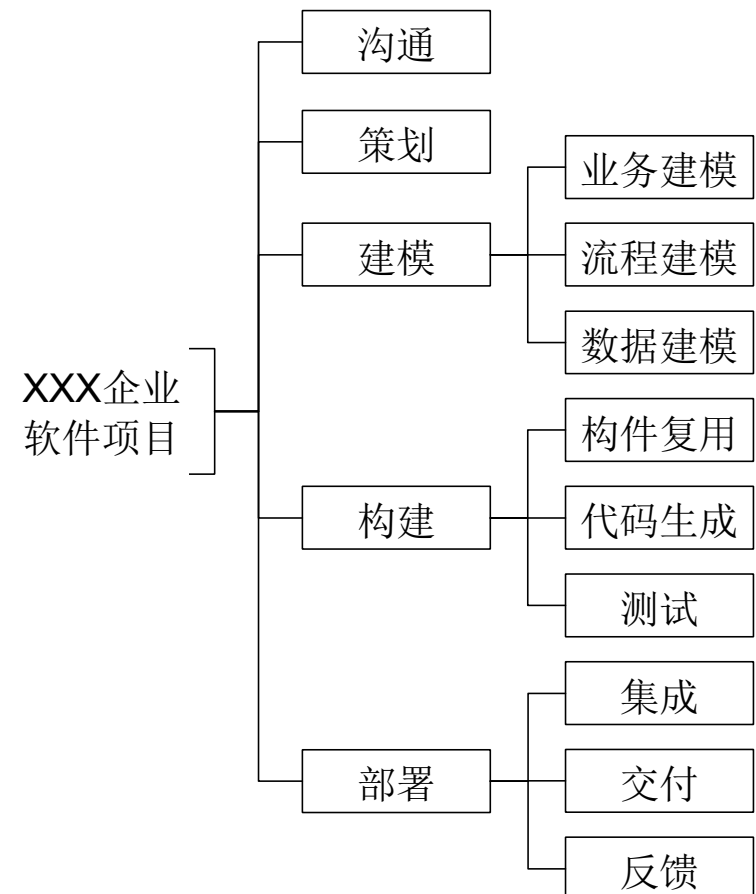 XXX企业
软件项目
沟通
策划
建模
业务建模
流程建模
数据建模
构建
构件复用
代码生成
测试
部署
集成
交付
反馈